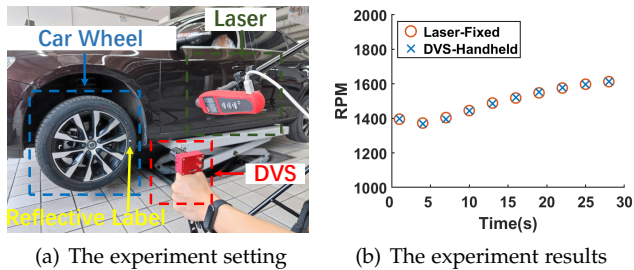 Car Wheel
Laser
DVS
Reflective Label
(a) The experiment setting
2000
1800
1600
1400
1200
1000
RPM
Laser-Fixed
DVS-Handheld
0
5
10
15
20
25
30
Time(s)
(b) The experiment results